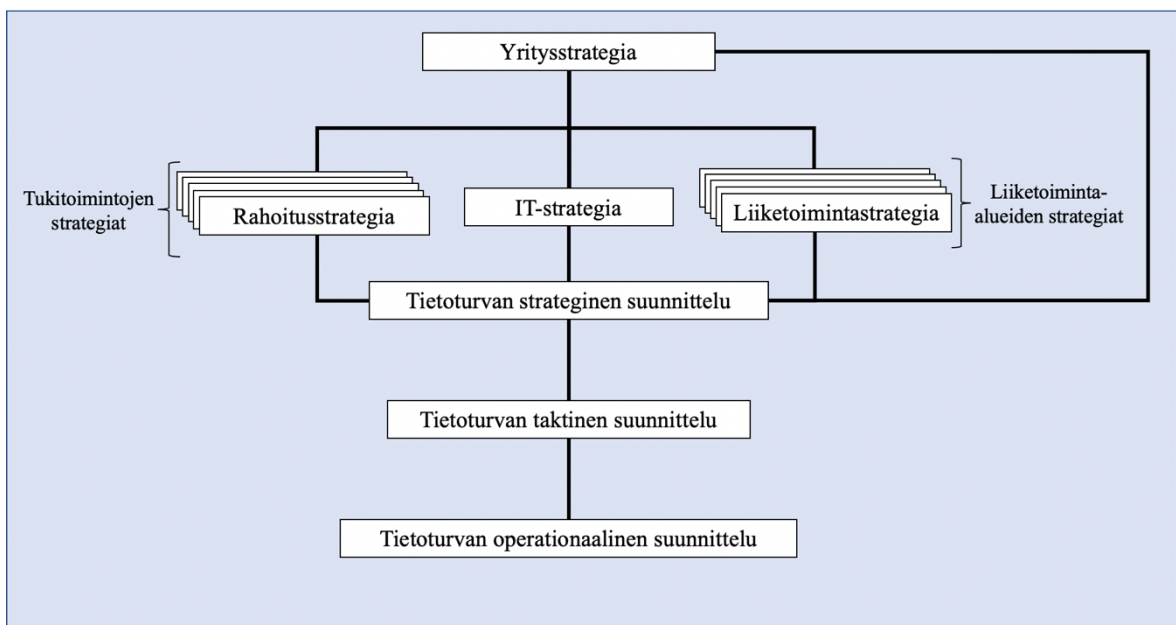 Yritysstrategia
Tukitoimintojen
strategiat
Rahoitusstrategia
IT-strategia
Liiketoimintastrategia
Liiketoiminta-
alueiden strategiat
Tietoturvan strateginen suunnittelu
Tietoturvan taktinen suunnittelu
Tietoturvan operationaalinen suunnittelu